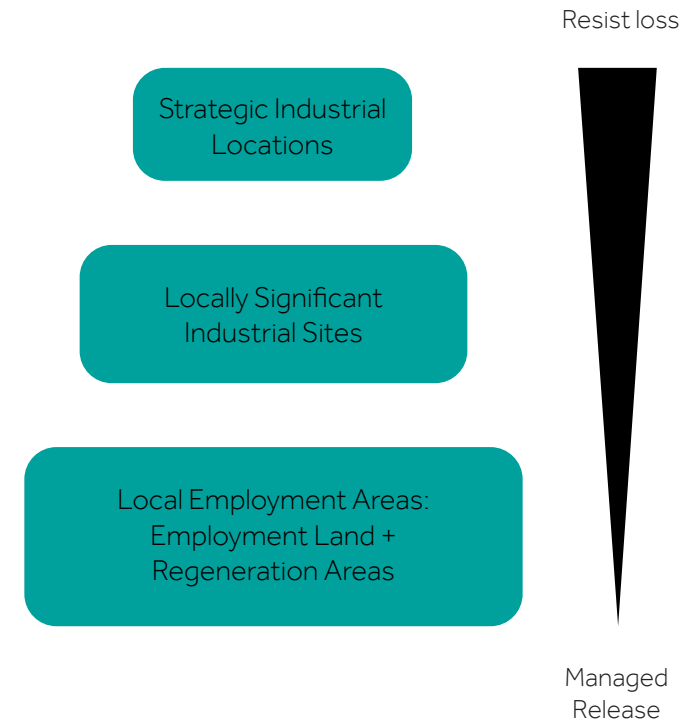 Resist loss
Strategic Industrial
Locations
Locally Significant
Industrial Sites
Local Employment Areas:
Employment Land +
Regeneration Areas
Managed
Release